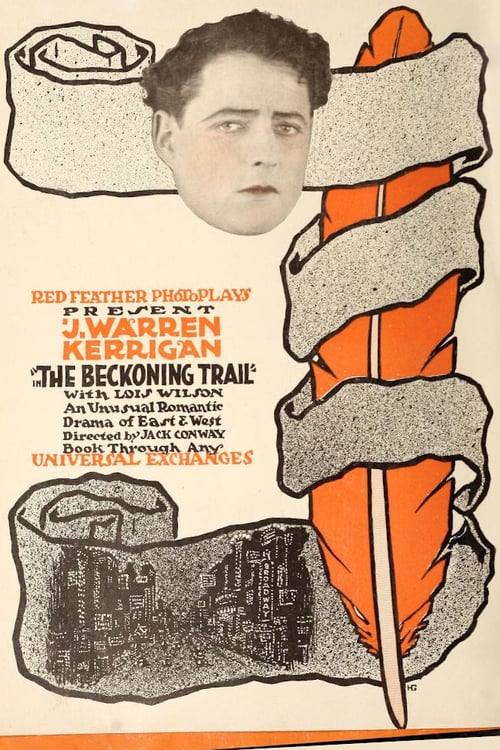 RED FEATHER PHOTOPLAYS
PRESENT
J. WARREN
KERRIGAN
IN "THE BECKONING TRAIL"
With LOIS WILSON
An Unusual Romantic
Drama of East & West
Directed by JACK CONWAY
Book Through Any
UNIVERSAL EXCHANGES
HG